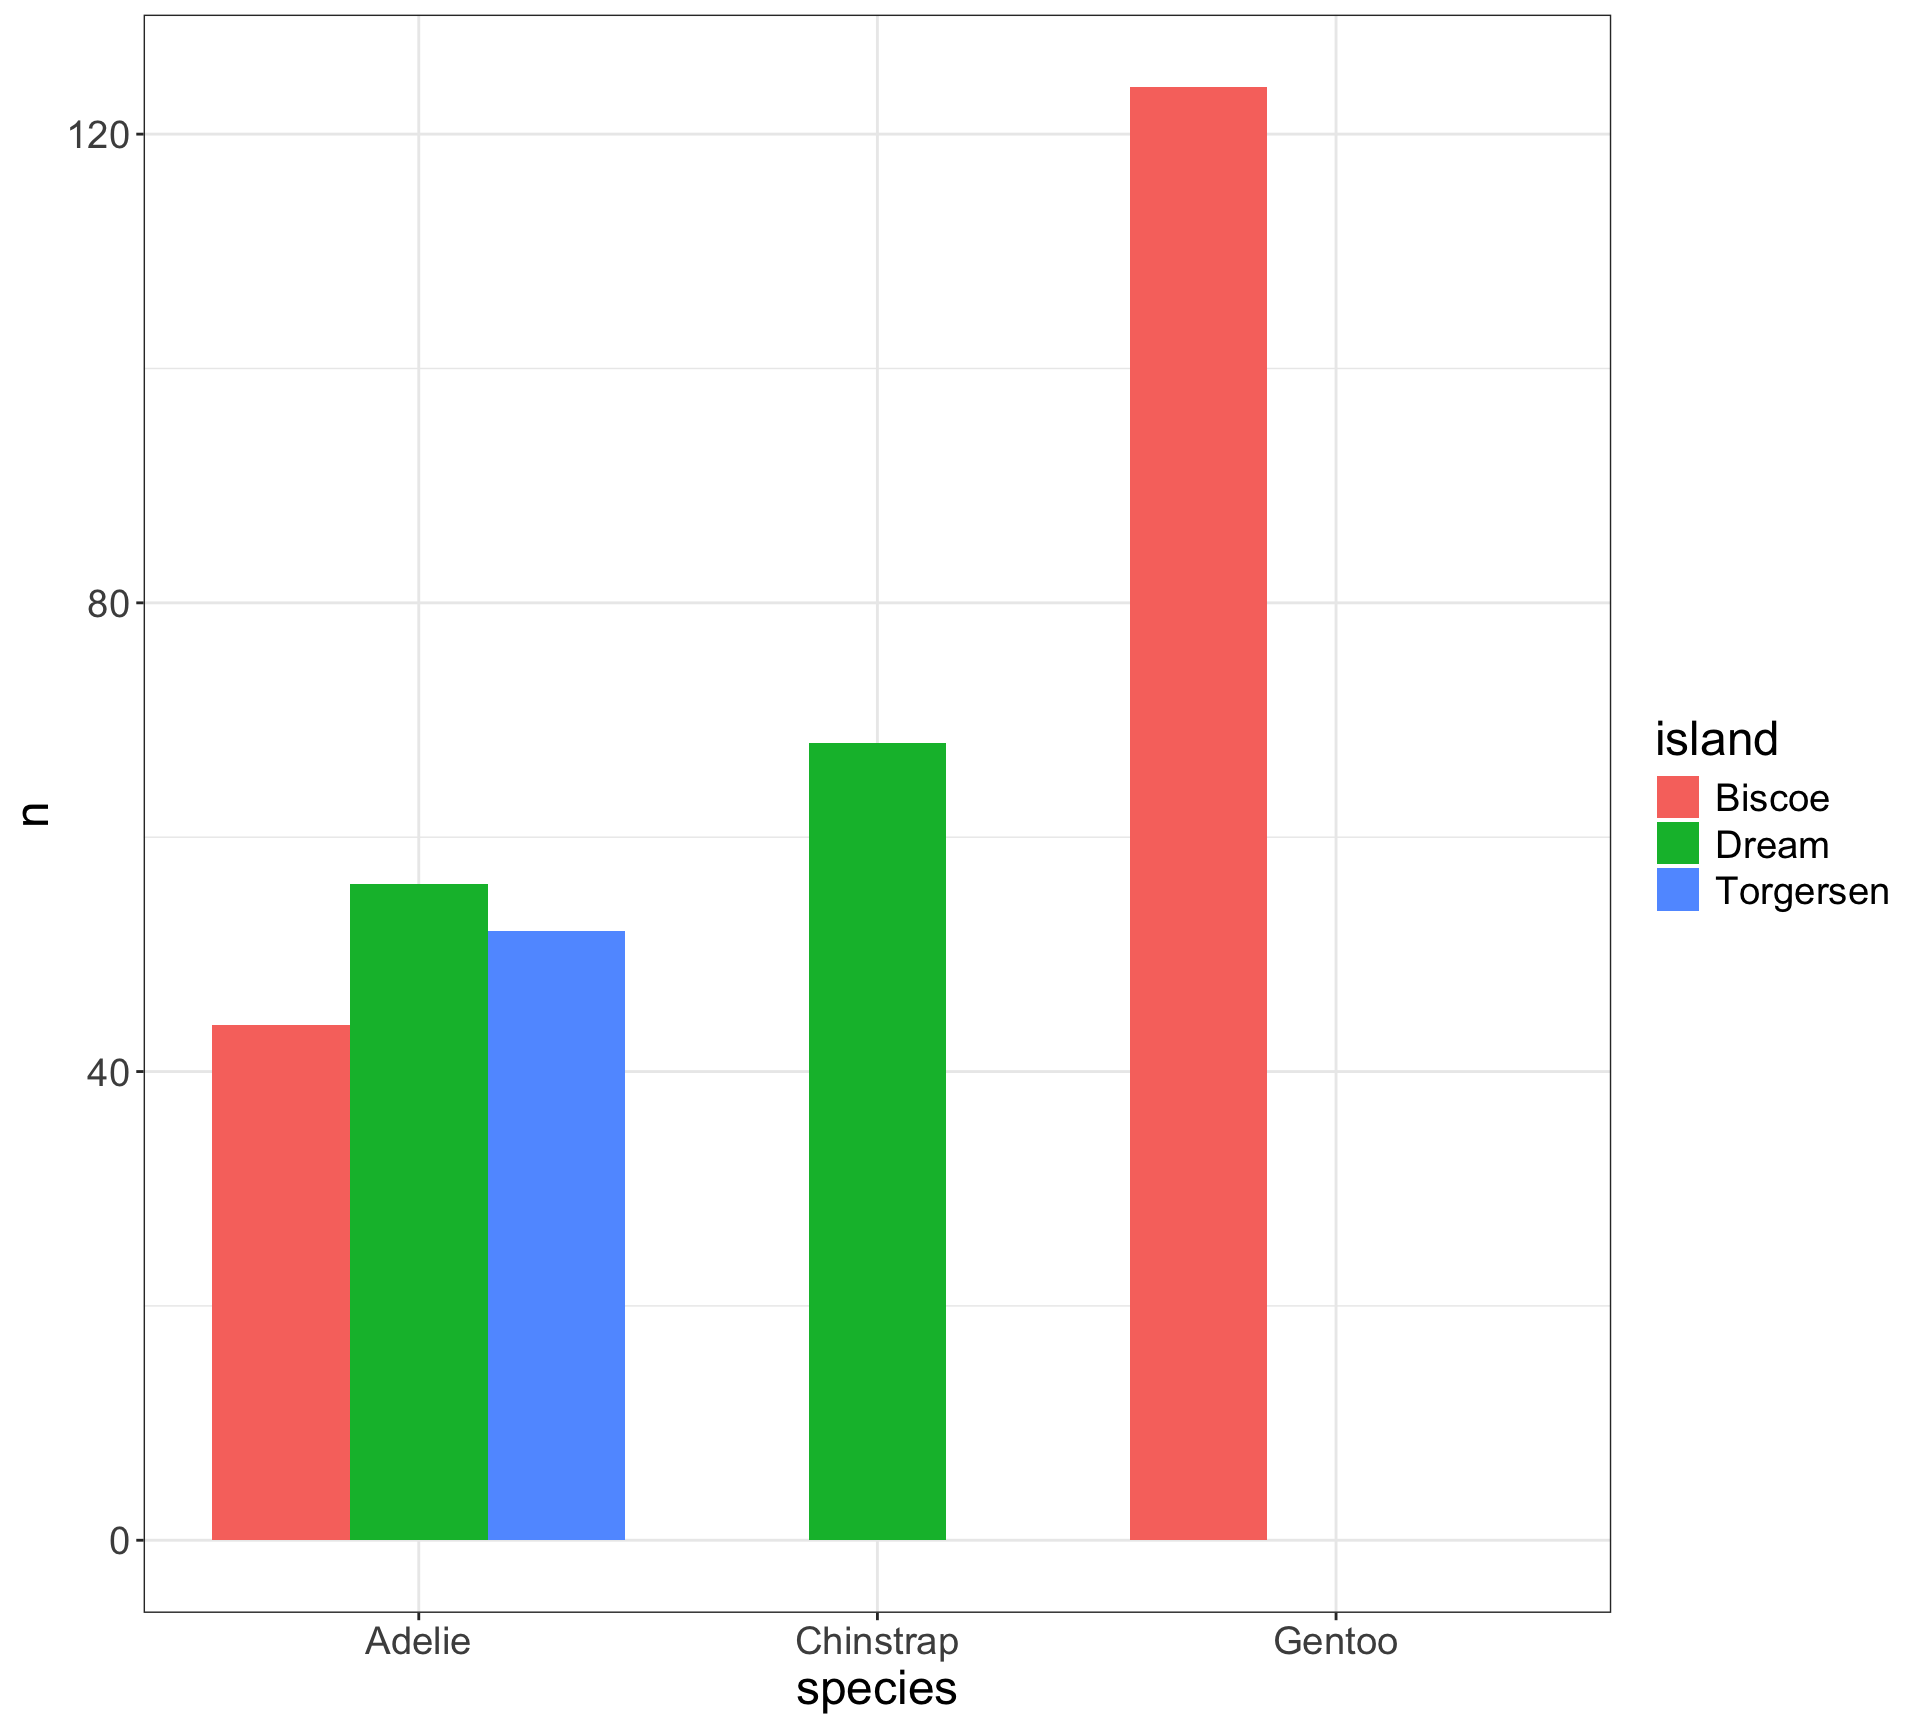 120
80
40
0
n
Adelie Chinstrap Gentoo
species
island
Biscoe
Dream
Torgersen